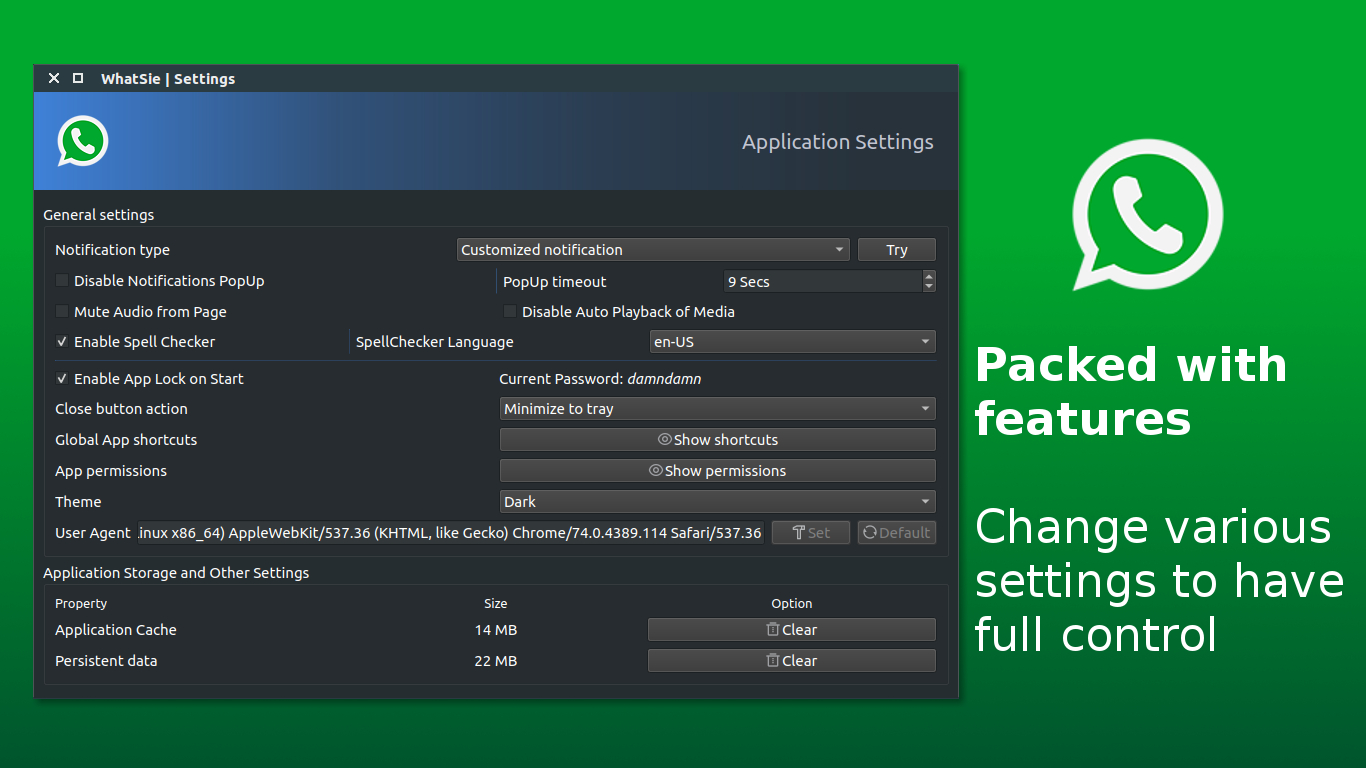 WhatSie | Settings
Application Settings
General settings
Notification type Customized notification Try
Disable Notifications PopUp PopUp timeout 9 Secs
Mute Audio from Page Disable Auto Playback of Media
Enable Spell Checker SpellChecker Language en-US
Enable App Lock on Start Current Password: damndamn
Close button action Minimize to tray
Global App shortcuts Show shortcuts
App permissions Show permissions
Theme Dark
User Agent inux x86_64) AppleWebKit/537.36 (KHTML, like Gecko) Chrome/74.0.4389.114 Safari/537.36 Set Default
Application Storage and Other Settings
Property Size Option
Application Cache 14 MB Clear
Persistent data 22 MB Clear
Packed with
features
Change various
settings to have
full control